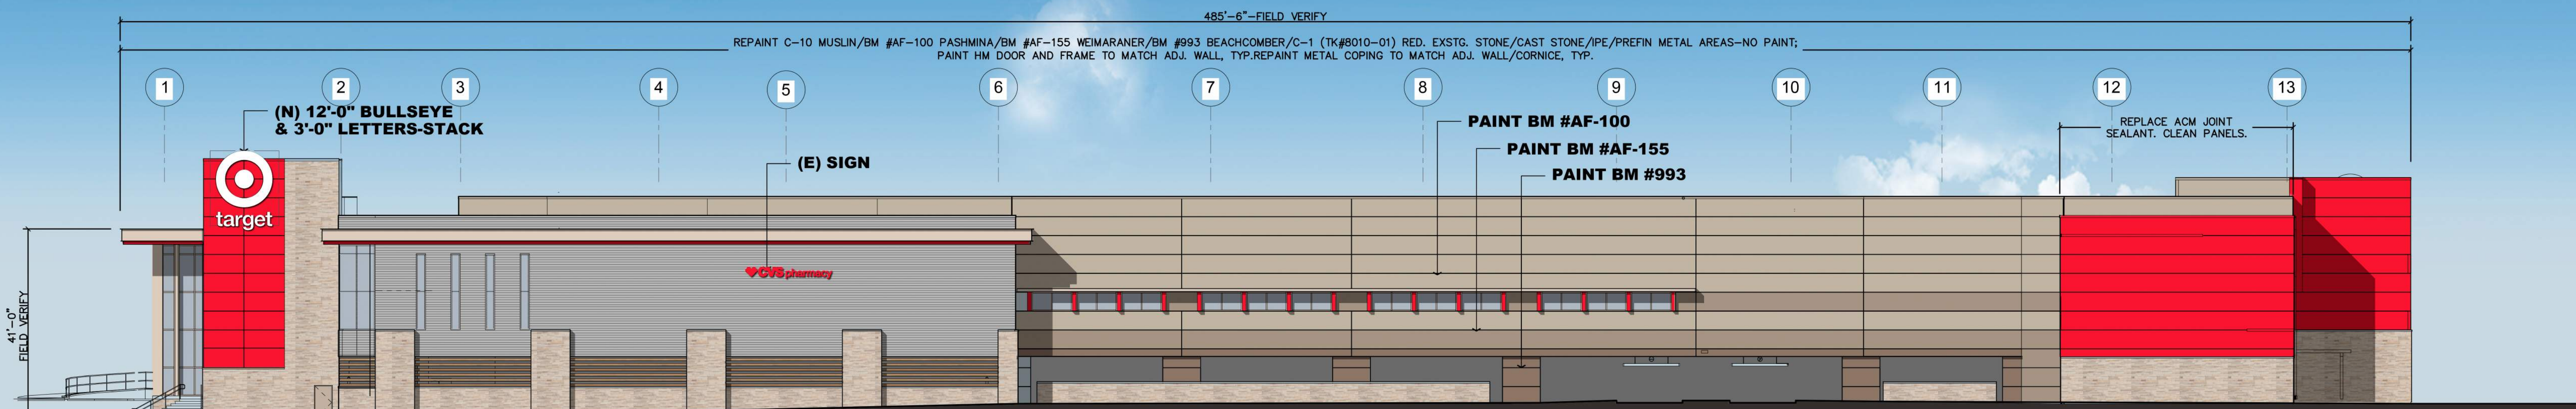 485'-6"-FIELD VERIFY
REPAINT C-10 MUSLIN/BM #AF-100 PASHMINA/BM #AF-155 WEIMARANER/BM #993 BEACHCOMBER/C-1 (TK#8010-01) RED. EXSTG. STONE/CAST STONE/IPE/PREFIN METAL AREAS-NO PAINT;
PAINT HM DOOR AND FRAME TO MATCH ADJ. WALL, TYP.REPAINT METAL COPING TO MATCH ADJ. WALL/CORNICE, TYP.
1 2 3 4 5 6 7 8 9 10 11 12 13
(N) 12'-0" BULLSEYE
& 3'-0" LETTERS-STACK
(E) SIGN
PAINT BM #AF-100
PAINT BM #AF-155
PAINT BM #993
REPLACE ACM JOINT
SEALANT. CLEAN PANELS.
target
CVS pharmacy
41'-0"
FIELD VERIFY